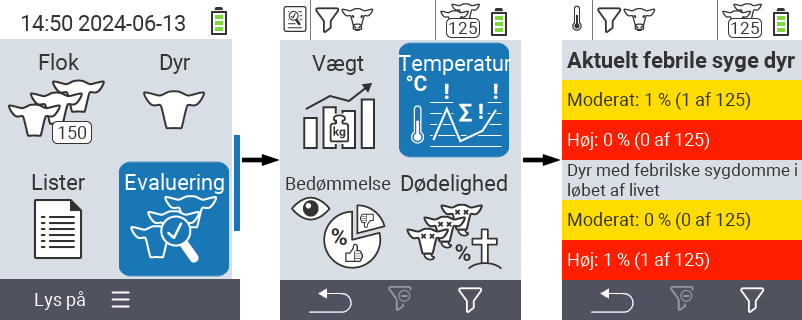 14:50 2024-06-13
Flok
Dyr
150
Lister
Evaluering
Lys på
125
Vægt
Temperatur
°C
! Σ !
kg
Bedømmelse
Dødelighed
%
%
125
Aktuelt febrile syge dyr
Moderat: 1 % (1 af 125)
Høj: 0 % (0 af 125)
Dyr med febrilske sygdomme i
løbet af livet
Moderat: 0 % (0 af 125)
Høj: 1 % (1 af 125)